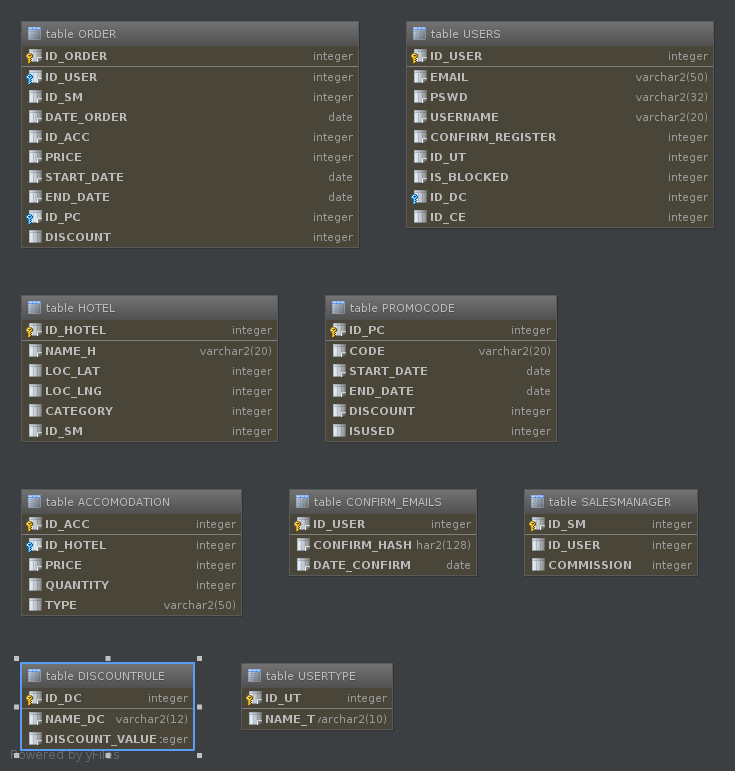 table ORDER
ID_ORDER integer
ID_USER integer
ID_SM integer
DATE_ORDER date
ID_ACC integer
PRICE integer
START_DATE date
END_DATE date
ID_PC integer
DISCOUNT integer
table USERS
ID_USER integer
EMAIL varchar2(50)
PSWD varchar2(32)
USERNAME varchar2(20)
CONFIRM_REGISTER integer
ID_UT integer
IS_BLOCKED integer
ID_DC integer
ID_CE integer
table HOTEL
ID_HOTEL integer
NAME_H varchar2(20)
LOC_LAT integer
LOC_LNG integer
CATEGORY integer
ID_SM integer
table PROMOCODE
ID_PC integer
CODE varchar2(20)
START_DATE date
END_DATE date
DISCOUNT integer
ISUSED integer
table ACCOMODATION
ID_ACC integer
ID_HOTEL integer
PRICE integer
QUANTITY integer
TYPE varchar2(50)
table CONFIRM_EMAILS
ID_USER integer
CONFIRM_HASH har2(128)
DATE_CONFIRM date
table SALESMANAGER
ID_SM integer
ID_USER integer
COMMISSION integer
table DISCOUNTRULE
ID_DC integer
NAME_DC varchar2(12)
DISCOUNT_VALUE :eger
table USERTYPE
ID_UT integer
NAME_T varchar2(10)
Powered by yFiles